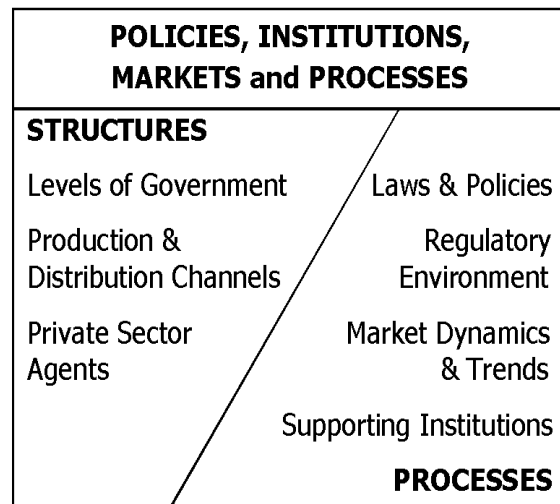 POLICIES, INSTITUTIONS,
MARKETS and PROCESSES
STRUCTURES
Levels of Government
Production &
Distribution Channels
Private Sector
Agents
Laws & Policies
Regulatory
Environment
Market Dynamics
& Trends
Supporting Institutions
PROCESSES